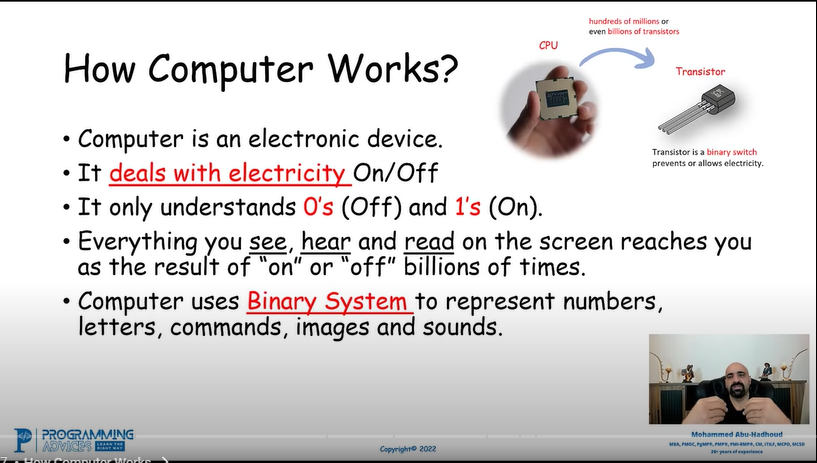 hundreds of millions or
even billions of transistors
CPU
How Computer Works?
Transistor
Transistor is a binary switch
prevents or allows electricity.
• Computer is an electronic device.
• It deals with electricity On/Off
• It only understands 0's (Off) and 1's (On).
• Everything you see, hear and read on the screen reaches you
as the result of “on” or “off” billions of times.
• Computer uses Binary System to represent numbers,
letters, commands, images and sounds.
PROGRAMMING
ADVICES
LEARN THE
RIGHT WAY
Copyright© 2022
Mohammed Abu-Hadhoud
MBA, PMOC, PgMP®, PMP®, PMI-RMP®, CM, ITILF, MCPD, MCSD
20+ years of experience
7 • How Computer Works